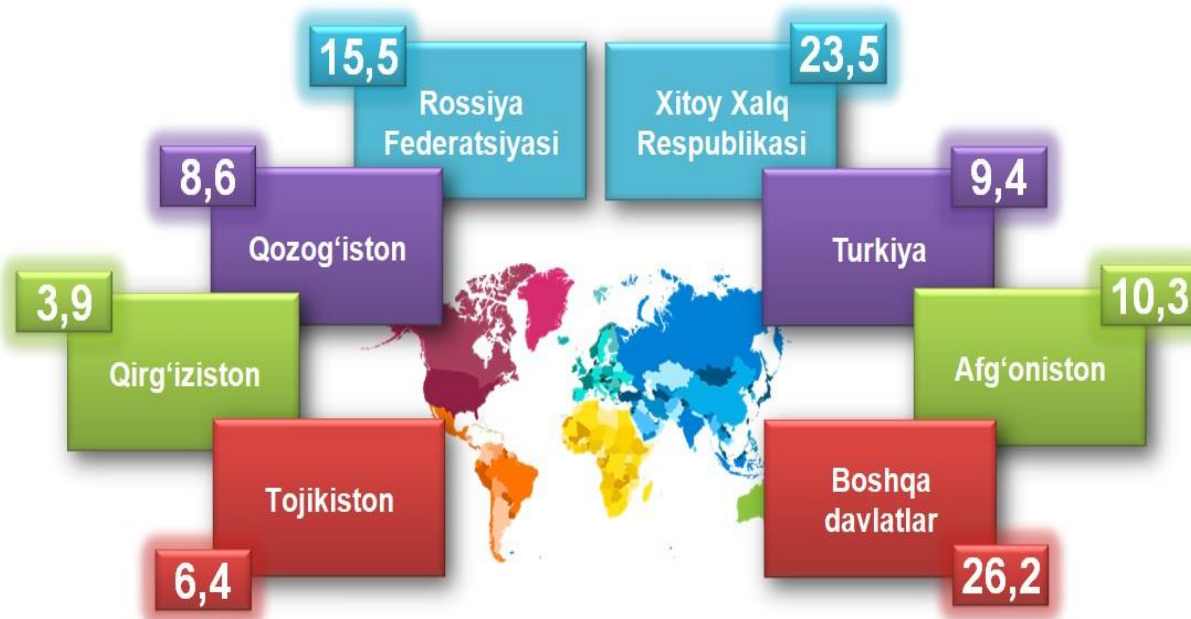 15,5
Rossiya
Federatsiyasi
23,5
Xitoy Xalq
Respublikasi
8,6
Qozog‘iston
9,4
Turkiya
3,9
Qirg‘iziston
10,3
Afg‘oniston
Tojikiston
6,4
Boshqa
davlatlar
26,2